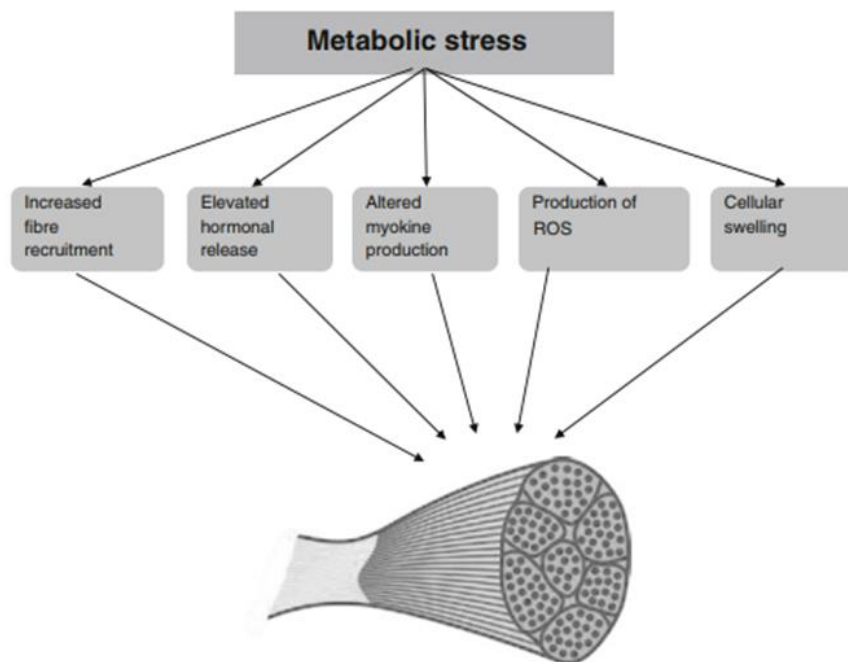 Metabolic stress
Increased
fibre
recruitment
Elevated
hormonal
release
Altered
myokine
production
Production of
ROS
Cellular
swelling